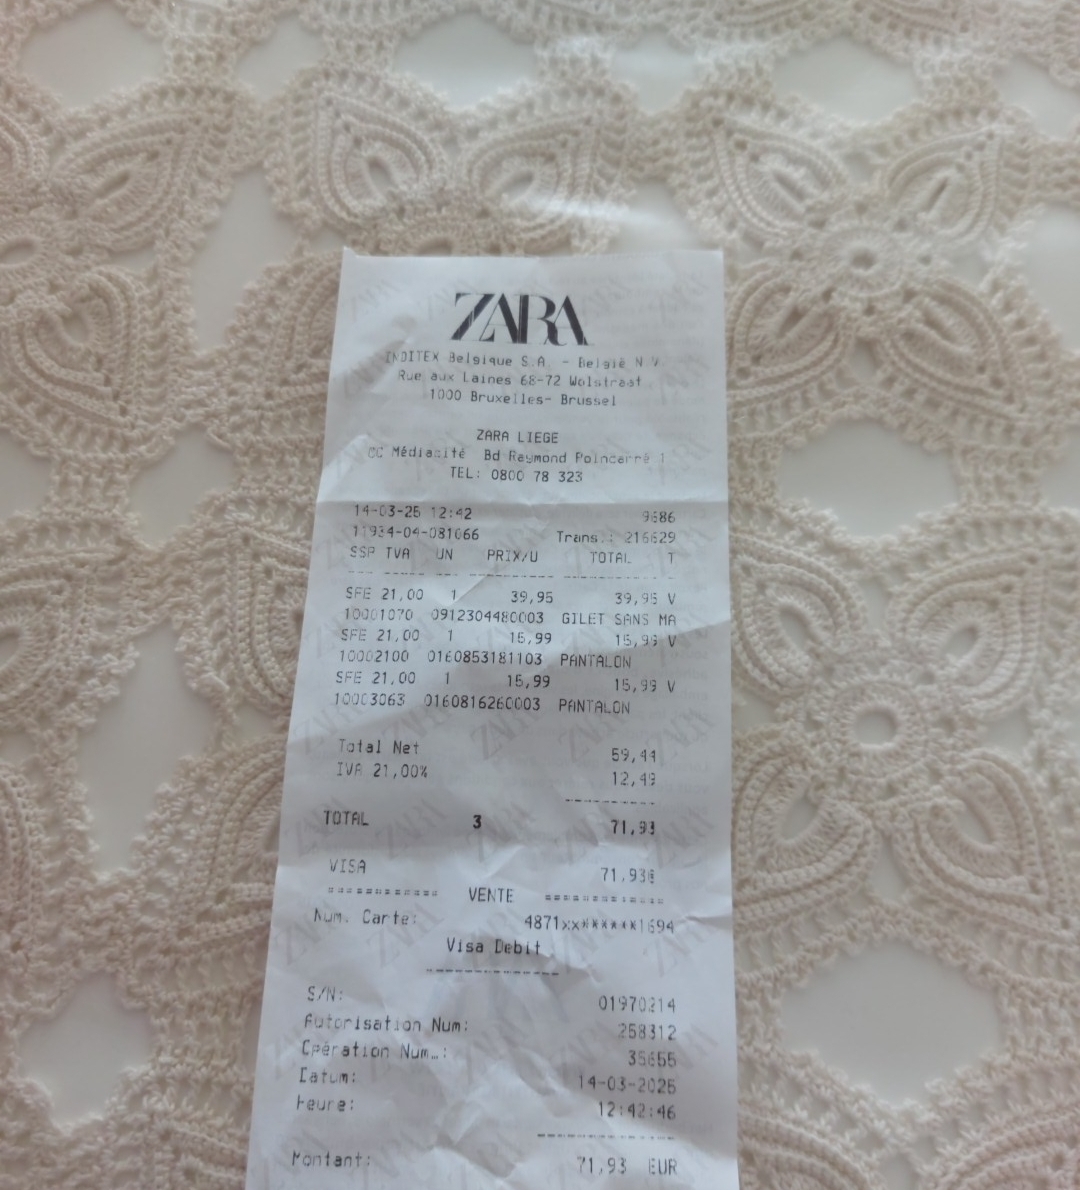 ZARA
INDITEX Belgique S.A. - België N.V.
Rue aux Laines 68-72 Wolstraat
1000 Bruxelles- Brussel
ZARA LIEGE
CC Médiacité Bd Raymond Poincarré 1
TEL: 0800 78 323
14-03-25 12:42 9686
11934-04-081066 Trans.: 216629
SSP TVA UN PRIX/U TOTAL T
SFE 21,00 1 39,95 39,95 V
10001070 0912304480003 GILET SANS MA
SFE 21,00 1 15,99 15,99 V
10002100 0160853181103 PANTALON
SFE 21,00 1 15,99 15,99 V
10003063 0160816260003 PANTALON
Total Net 59,44
IVA 21,00% 12,49
TOTAL 3 71,93
VISA 71,93€
============ VENTE =============
Num. Carte: 4871xx******1694
Visa Debit
S/N: 01970214
Autorisation Num: 258312
Opération Num.: 35655
Datum: 14-03-2025
Heure: 12:42:46
Montant: 71,93 EUR